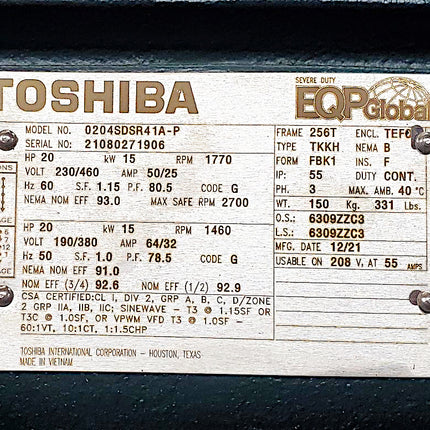 TOSHIBA
SEVERE DUTY
EQP Global
MODEL NO. 0204SDSR41A-P
SERIAL NO. 21080271906
HP 20 kW 15 RPM 1770
VOLT 230/460 AMP 50/25
Hz 60 S.F. 1.15 P.F. 80.5 CODE G
NEMA NOM EFF 93.0 MAX SAFE RPM 2700
HP 20 kW 15 RPM 1460
VOLT 190/380 AMP 64/32
Hz 50 S.F. 1.0 P.F. 78.5 CODE G
NEMA NOM EFF 91.0
NOM EFF (3/4) 92.6 NOM EFF (1/2) 92.9
CSA CERTIFIED:CL I, DIV 2, GRP A, B, C, D/ZONE
2 GRP IIA, IIB, IIC; SINEWAVE - T3 @ 1.15SF OR
T3C @ 1.0SF, OR VPWM VFD T3 @ 1.0SF -
60:1VT, 10:1CT, 1:1.5CHP
FRAME 256T ENCL. TEFC
TYPE TKKH NEMA B
FORM FBK1 INS. F
IP: 55 DUTY CONT.
PH. 3 MAX. AMB. 40 °C
WT. 150 Kg. 331 Lbs.
O.S.: 6309ZZC3
L.S.: 6309ZZC3
MFG. DATE 12/21
USABLE ON 208 V, AT 55 AMPS
TOSHIBA INTERNATIONAL CORPORATION - HOUSTON, TEXAS
MADE IN VIETNAM